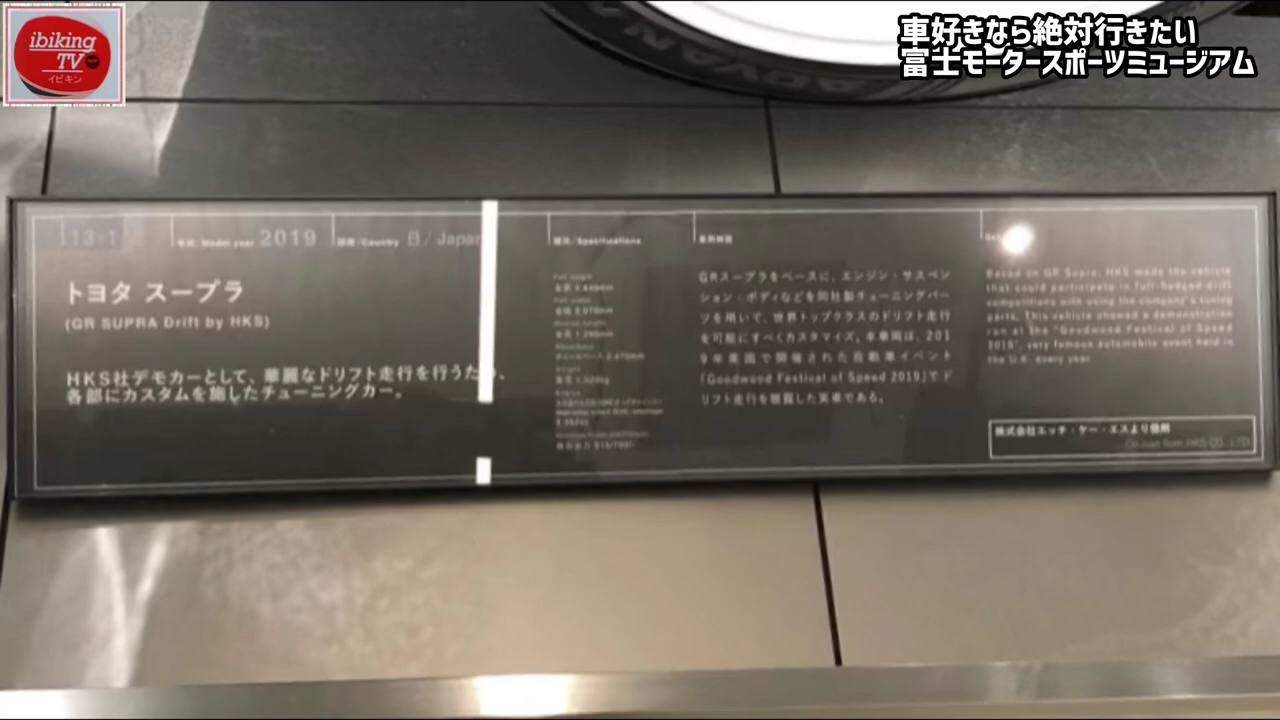 ibiking
TV
イビキン
車好きなら絶対行きたい
富士モータースポーツミュージアム
ADVAN
13-1
年式/Model year 2019
国籍/Country 日/Japan
トヨタ スープラ
(GR SUPRA Drift by HKS)
HKS社デモカーとして、華麗なドリフト走行を行うため、
各部にカスタムを施したチューニングカー。
/Specifications
車両解説
GRスープラをベースに、エンジン・サスペン
ション・ボディなどを同社製チューニングパー
ツを用いて、世界トップクラスのドリフト走行
を可能にすべくカスタマイズ。本車両は、201
9年英国で開催された自動車イベント
「Goodwood Festival of Speed 2019」でド
リフト走行を披露した実車である。
Based on GR Supra, HKS made the vehicle
that could participate in full-fledged drift
competitions with using the company's tuning
parts. This vehicle showed a demonstration
run at the "Goodwood Festival of Speed
2019", very famous automobile event held in
the U.K. every year.
株式会社エッチ・ケー・エスより借用
On loan from HKS CO., LTD